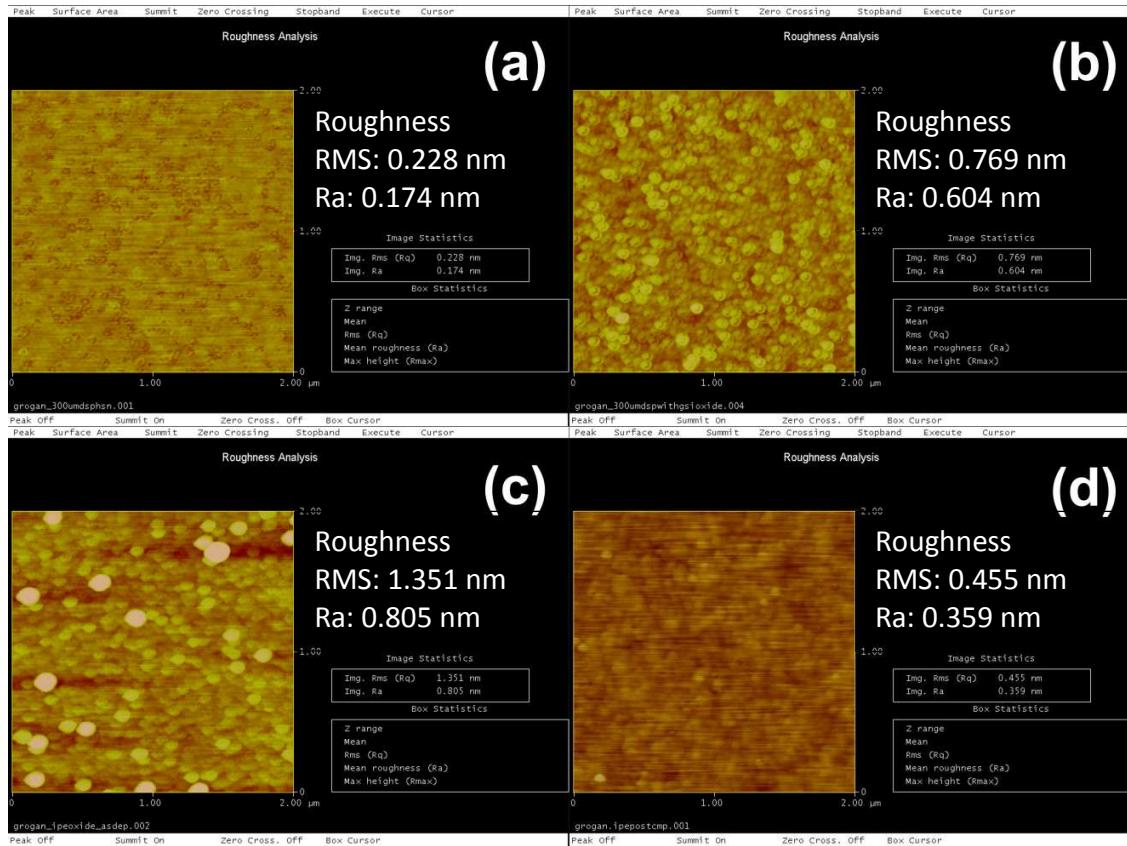 Peak Surface Area Summit Zero Crossing Stopband Execute Cursor
Roughness Analysis
(a)
2.00
Roughness
RMS: 0.228 nm
Ra: 0.174 nm
1.00
Image Statistics
Img. Rms (Rq) 0.228 nm
Img. Ra 0.174 nm
Box Statistics
Z range
Mean
Rms (Rq)
Mean roughness (Ra)
Max height (Rmax)
0
0 1.00 2.00 µm
grogan_300umdsphsn.001
Peak Off Summit On Zero Cross. Off Box Cursor
Peak Surface Area Summit Zero Crossing Stopband Execute Cursor
Roughness Analysis
(b)
2.00
Roughness
RMS: 0.769 nm
Ra: 0.604 nm
1.00
Image Statistics
Img. Rms (Rq) 0.769 nm
Img. Ra 0.604 nm
Box Statistics
Z range
Mean
Rms (Rq)
Mean roughness (Ra)
Max height (Rmax)
0
0 1.00 2.00 µm
grogan_300umdspwithgsioxide.004
Peak Off Summit On Zero Cross. Off Box Cursor
Peak Surface Area Summit Zero Crossing Stopband Execute Cursor
Roughness Analysis
(c)
2.00
Roughness
RMS: 1.351 nm
Ra: 0.805 nm
1.00
Image Statistics
Img. Rms (Rq) 1.351 nm
Img. Ra 0.805 nm
Box Statistics
Z range
Mean
Rms (Rq)
Mean roughness (Ra)
Max height (Rmax)
0
0 1.00 2.00 µm
grogan_ipeoxide_asdep.002
Peak Off Summit On Zero Cross. Off Box Cursor
Peak Surface Area Summit Zero Crossing Stopband Execute Cursor
Roughness Analysis
(d)
2.00
Roughness
RMS: 0.455 nm
Ra: 0.359 nm
1.00
Image Statistics
Img. Rms (Rq) 0.455 nm
Img. Ra 0.359 nm
Box Statistics
Z range
Mean
Rms (Rq)
Mean roughness (Ra)
Max height (Rmax)
0
0 1.00 2.00 µm
grogan.ipepostcmp.001
Peak Off Summit On Zero Cross. Off Box Cursor